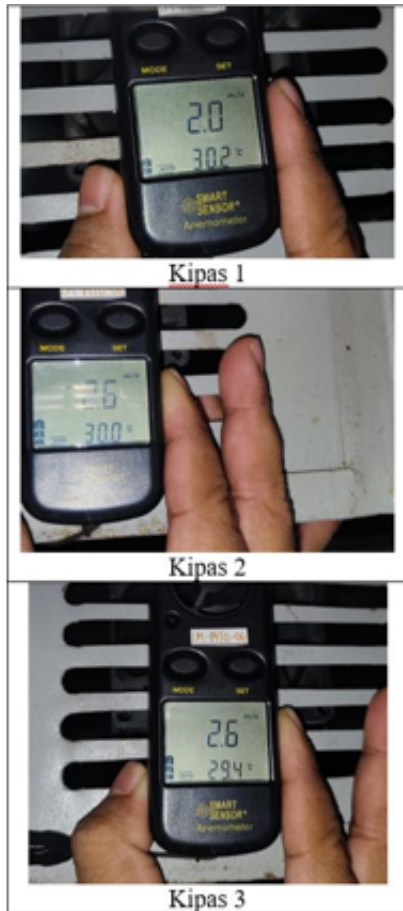 MODE SET
m/s
2.0
30.2 °C
SMART
SENSOR
Anemometer
Kipas 1
MODE SET
m/s
2.6
30.0
Kipas 2
MODE SET
m/s
2.6
29.4 °C
SMART
SENSOR
Anemometer
Kipas 3